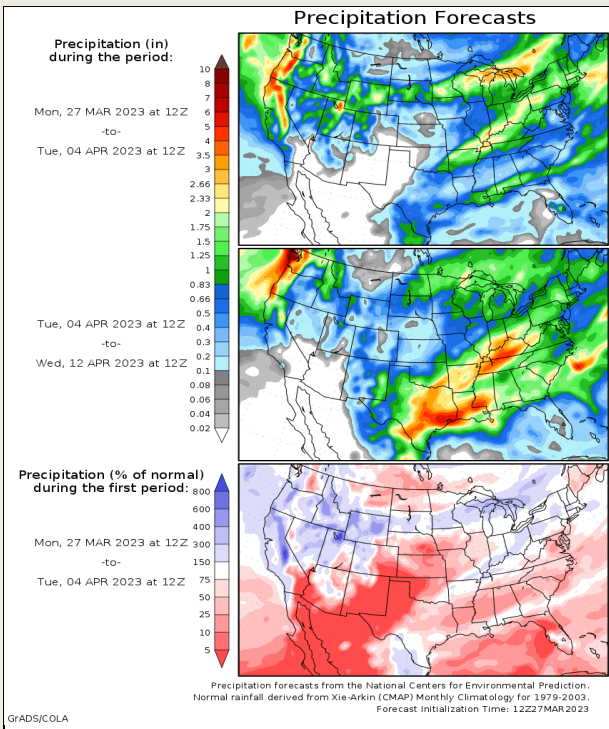 Precipitation Forecasts
Precipitation (in)
during the period:
Mon, 27 MAR 2023 at 12Z
-to-
Tue, 04 APR 2023 at 12Z
10
8
7
6
5
4
3.5
3
2.66
2.33
2
1.75
1.5
1.25
1
0.83
0.66
0.5
0.4
0.3
0.2
0.1
0.08
0.06
0.04
0.02
Tue, 04 APR 2023 at 12Z
-to-
Wed, 12 APR 2023 at 12Z
Precipitation (% of normal)
during the first period:
Mon, 27 MAR 2023 at 12Z
-to-
Tue, 04 APR 2023 at 12Z
800
600
400
300
150
75
50
25
10
5
Precipitation forecasts from the National Centers for Environmental Prediction.
Normal rainfall derived from Xie-Arkin (CMAP) Monthly Climatology for 1979-2003.
Forecast Initialization Time: 12Z27MAR2023
GrADS/COLA